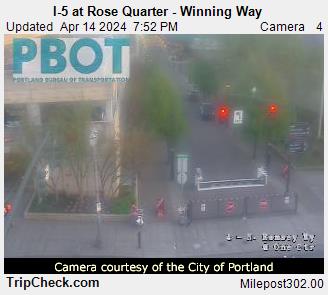 I-5 at Rose Quarter - Winning Way
Updated Apr 14 2024 7:52 PM Camera 4
PBOT
PORTLAND BUREAU OF TRANSPORTATION
Camera courtesy of the City of Portland
TripCheck.com Milepost302.00